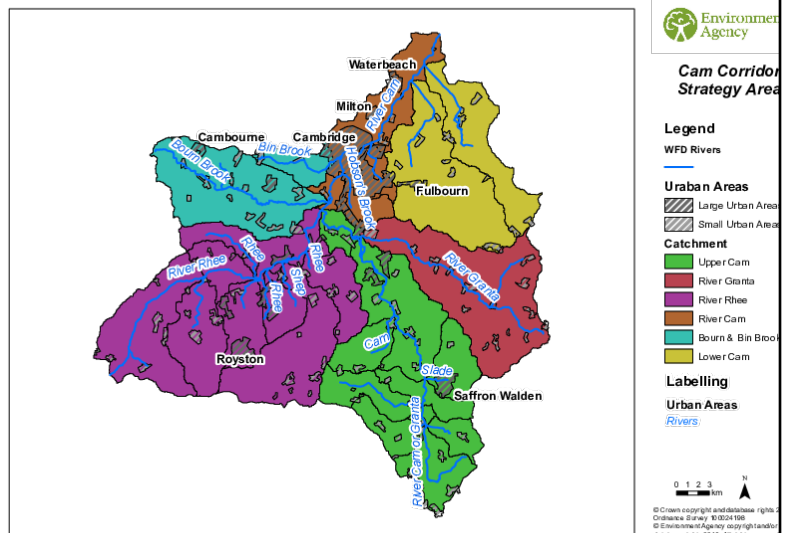 Environmen
Agency
Cam Corridor
Strategy Area
Legend
WFD Rivers
Uraban Areas
Large Urban Areas
Small Urban Areas
Catchment
Upper Cam
River Granta
River Rhee
River Cam
Bourn & Bin Brook
Lower Cam
Labelling
Urban Areas
Rivers
0 1 2 3
km
N
© Crown copyright and database rights 2
Ordnance Survey 100024198
© Environment Agency copyright and/or
Waterbeach
River Cam
Milton
Cambourne
Cambridge
Bin Brook
Bourn Brook
Hobson's Brook
Fulbourn
Rhee
Rhee
River Rhee
Shep
Rhee
River Granta
Royston
Cam
Slade
Saffron Walden
River Cam or Granta